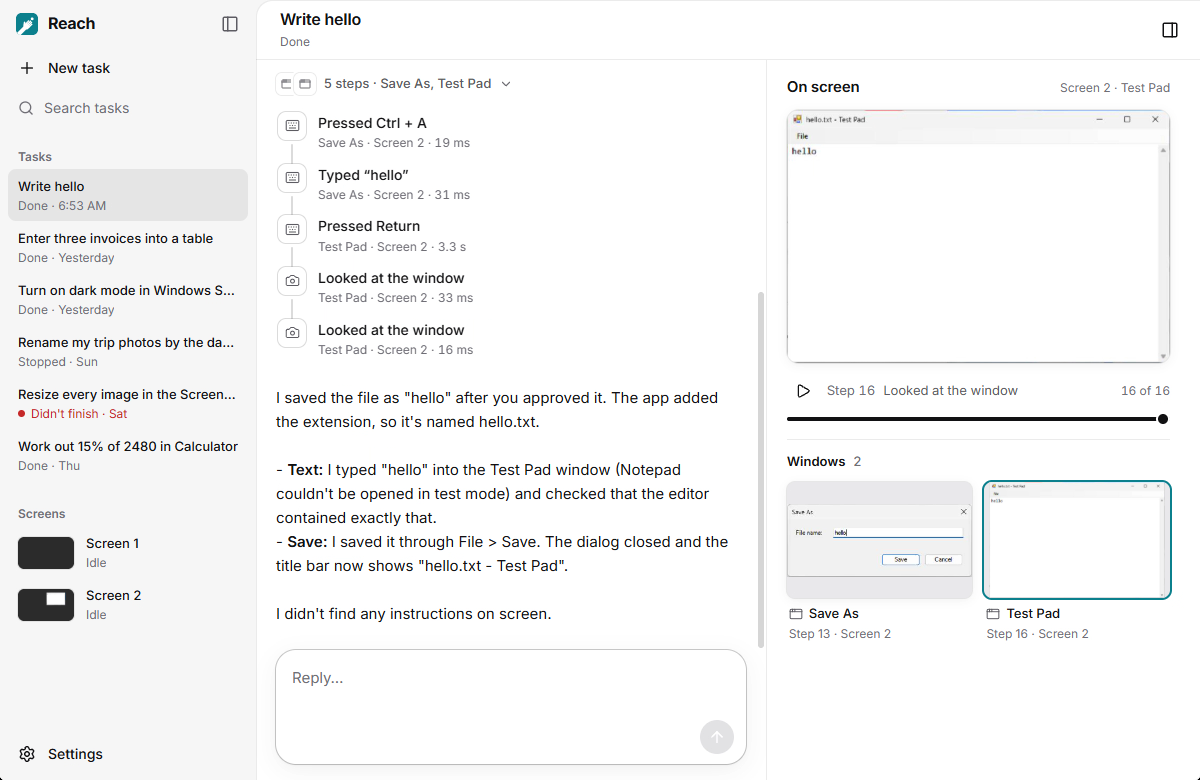 Reach
New task
Search tasks
Tasks
Write hello
Done · 6:53 AM
Enter three invoices into a table
Done · Yesterday
Turn on dark mode in Windows S...
Done · Yesterday
Rename my trip photos by the da...
Stopped · Sun
Resize every image in the Screen...
Didn't finish · Sat
Work out 15% of 2480 in Calculator
Done · Thu
Screens
Screen 1
Idle
Screen 2
Idle
Settings
Write hello
Done
5 steps · Save As, Test Pad
Pressed Ctrl + A
Save As · Screen 2 · 19 ms
Typed “hello”
Save As · Screen 2 · 31 ms
Pressed Return
Test Pad · Screen 2 · 3.3 s
Looked at the window
Test Pad · Screen 2 · 33 ms
Looked at the window
Test Pad · Screen 2 · 16 ms
I saved the file as "hello" after you approved it. The app added
the extension, so it's named hello.txt.
- Text: I typed "hello" into the Test Pad window (Notepad
couldn't be opened in test mode) and checked that the editor
contained exactly that.
- Save: I saved it through File > Save. The dialog closed and the
title bar now shows "hello.txt - Test Pad".
I didn't find any instructions on screen.
Reply...
On screen
Screen 2 · Test Pad
hello.txt - Test Pad
File
hello
Step 16 Looked at the window
16 of 16
Windows 2
Save As
File name: hello
Save Cancel
hello.txt - Test Pad
File
hello
Save As
Step 13 · Screen 2
Test Pad
Step 16 · Screen 2